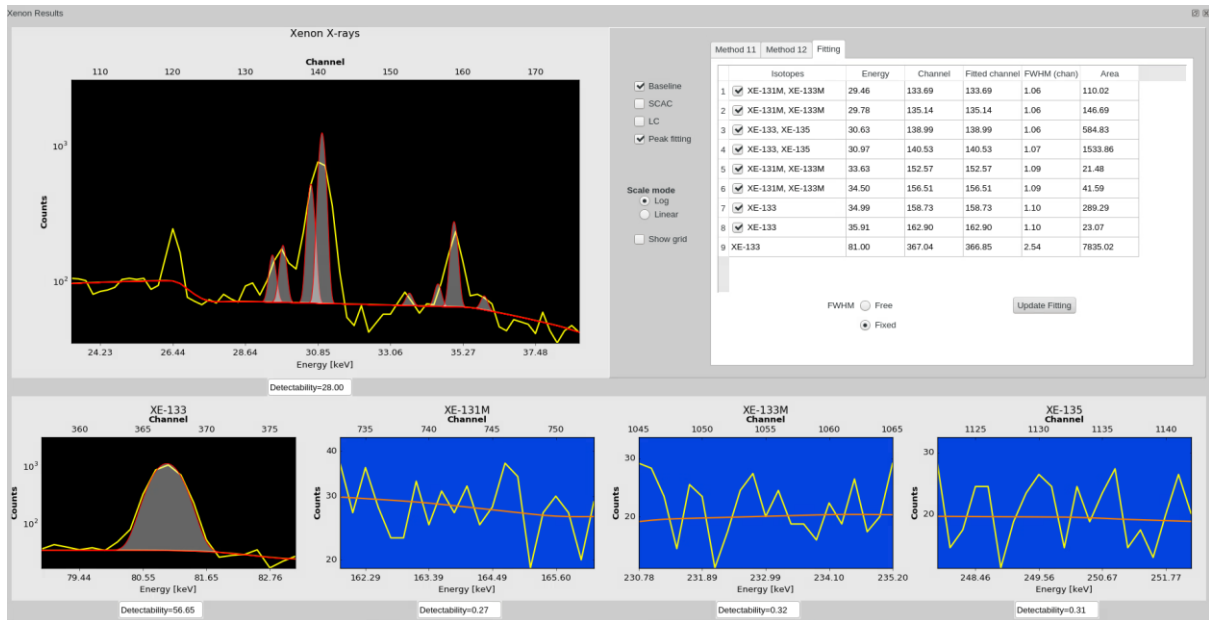 Xenon Results
Xenon X-rays
Channel
110 120 130 140 150 160 170
10³
10²
Counts
24.23 26.44 28.64 30.85 33.06 35.27 37.48
Energy [keV]
Detectability=28.00
Baseline
SCAC
LC
Peak fitting
Scale mode
Log
Linear
Show grid
Method 11 Method 12 Fitting
Isotopes Energy Channel Fitted channel FWHM (chan) Area
1 XE-131M, XE-133M 29.46 133.69 133.69 1.06 110.02
2 XE-131M, XE-133M 29.78 135.14 135.14 1.06 146.69
3 XE-133, XE-135 30.63 138.99 138.99 1.06 584.83
4 XE-133, XE-135 30.97 140.53 140.53 1.07 1533.86
5 XE-131M, XE-133M 33.63 152.57 152.57 1.09 21.48
6 XE-131M, XE-133M 34.50 156.51 156.51 1.09 41.59
7 XE-133 34.99 158.73 158.73 1.10 289.29
8 XE-133 35.91 162.90 162.90 1.10 23.07
9 XE-133 81.00 367.04 366.85 2.54 7835.02
FWHM Free
Fixed
Update Fitting
XE-133
Channel
360 365 370 375
10³
10²
Counts
79.44 80.55 81.65 82.76
Energy [keV]
Detectability=56.65
XE-131M
Channel
735 740 745 750
40
30
20
Counts
162.29 163.39 164.49 165.60
Energy [keV]
Detectability=0.27
XE-133M
Channel
1045 1050 1055 1060 1065
30
20
Counts
230.78 231.89 232.99 234.10 235.20
Energy [keV]
Detectability=0.32
XE-135
Channel
1125 1130 1135 1140
30
20
Counts
248.46 249.56 250.67 251.77
Energy [keV]
Detectability=0.31